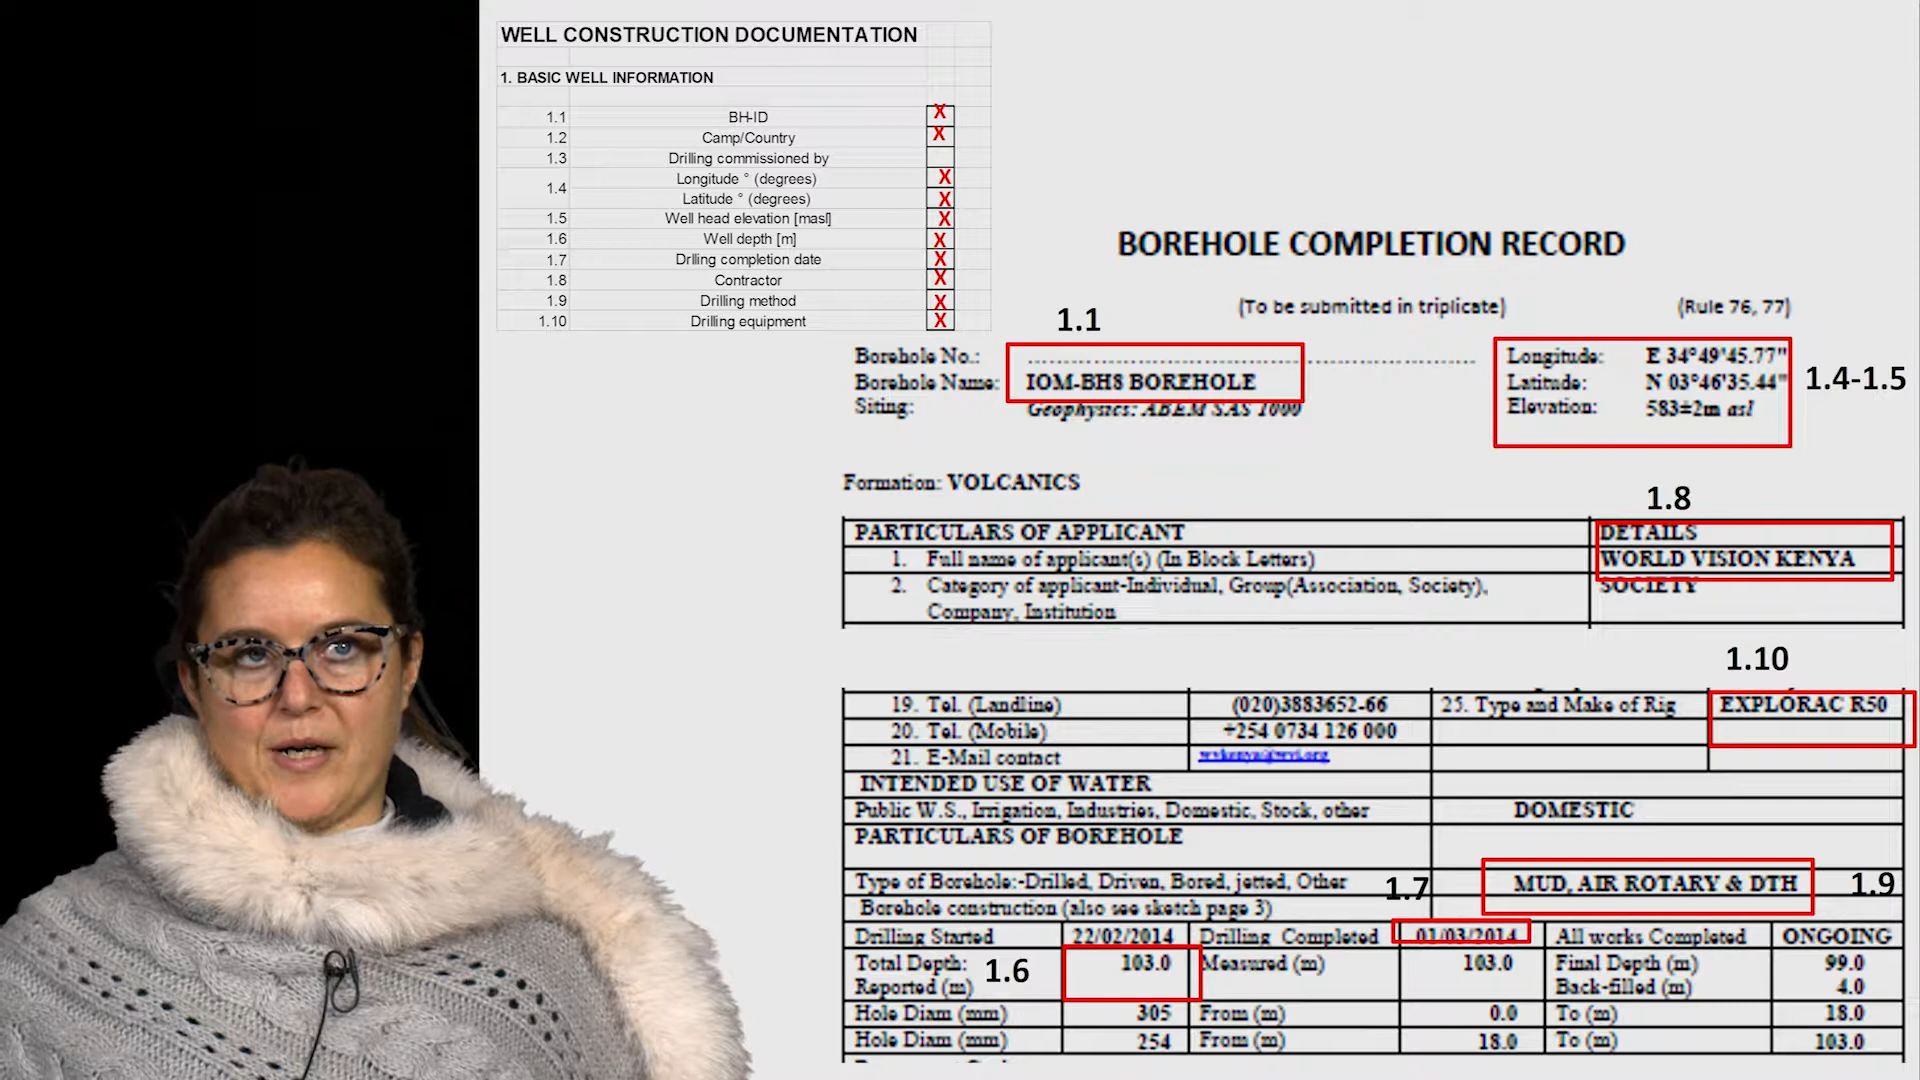 WELL CONSTRUCTION DOCUMENTATION
1. BASIC WELL INFORMATION
1.1 BH-ID X
1.2 Camp/Country X
1.3 Drilling commissioned by
1.4 Longitude ° (degrees) X
Latitude ° (degrees) X
1.5 Well head elevation [masl] X
1.6 Well depth [m] X
1.7 Drlling completion date X
1.8 Contractor X
1.9 Drilling method X
1.10 Drilling equipment X
BOREHOLE COMPLETION RECORD
(To be submitted in triplicate) (Rule 76, 77)
1.1
Borehole No.: Longitude: E 34°49'45.77"
Borehole Name: IOM-BH8 BOREHOLE Latitude: N 03°46'35.44" 1.4-1.5
Siting: Geophysics: ABEM SAS 1000 Elevation: 583±2m asl
Formation: VOLCANICS
1.8
PARTICULARS OF APPLICANT DETAILS
1. Full name of applicant(s) (In Block Letters) WORLD VISION KENYA
2. Category of applicant-Individual, Group(Association, Society), SOCIETY
Company, Institution
1.10
19. Tel. (Landline) (020)3883652-66 25. Type and Make of Rig EXPLORAC R50
20. Tel. (Mobile) +254 0734 126 000
21. E-Mail contact
INTENDED USE OF WATER
Public W.S., Irrigation, Industries, Domestic, Stock, other DOMESTIC
PARTICULARS OF BOREHOLE
Type of Borehole:-Drilled, Driven, Bored, jetted, Other 1.7 MUD, AIR ROTARY & DTH 1.9
Borehole construction (also see sketch page 3)
Drilling Started 22/02/2014 Drilling Completed 01/03/2014 All works Completed ONGOING
Total Depth: 1.6 103.0 Measured (m) 103.0 Final Depth (m) 99.0
Reported (m) Back-filled (m) 4.0
Hole Diam (mm) 305 From (m) 0.0 To (m) 18.0
Hole Diam (mm) 254 From (m) 18.0 To (m) 103.0